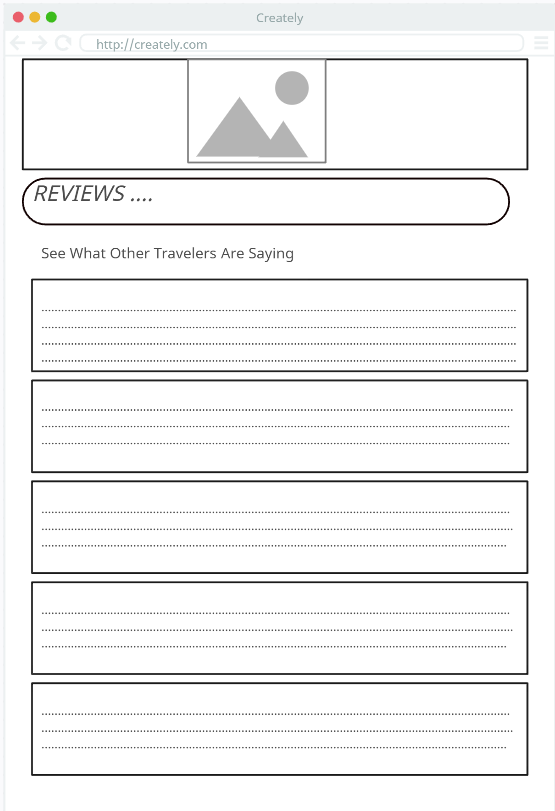 Creately
http://creately.com
REVIEWS ....
See What Other Travelers Are Saying